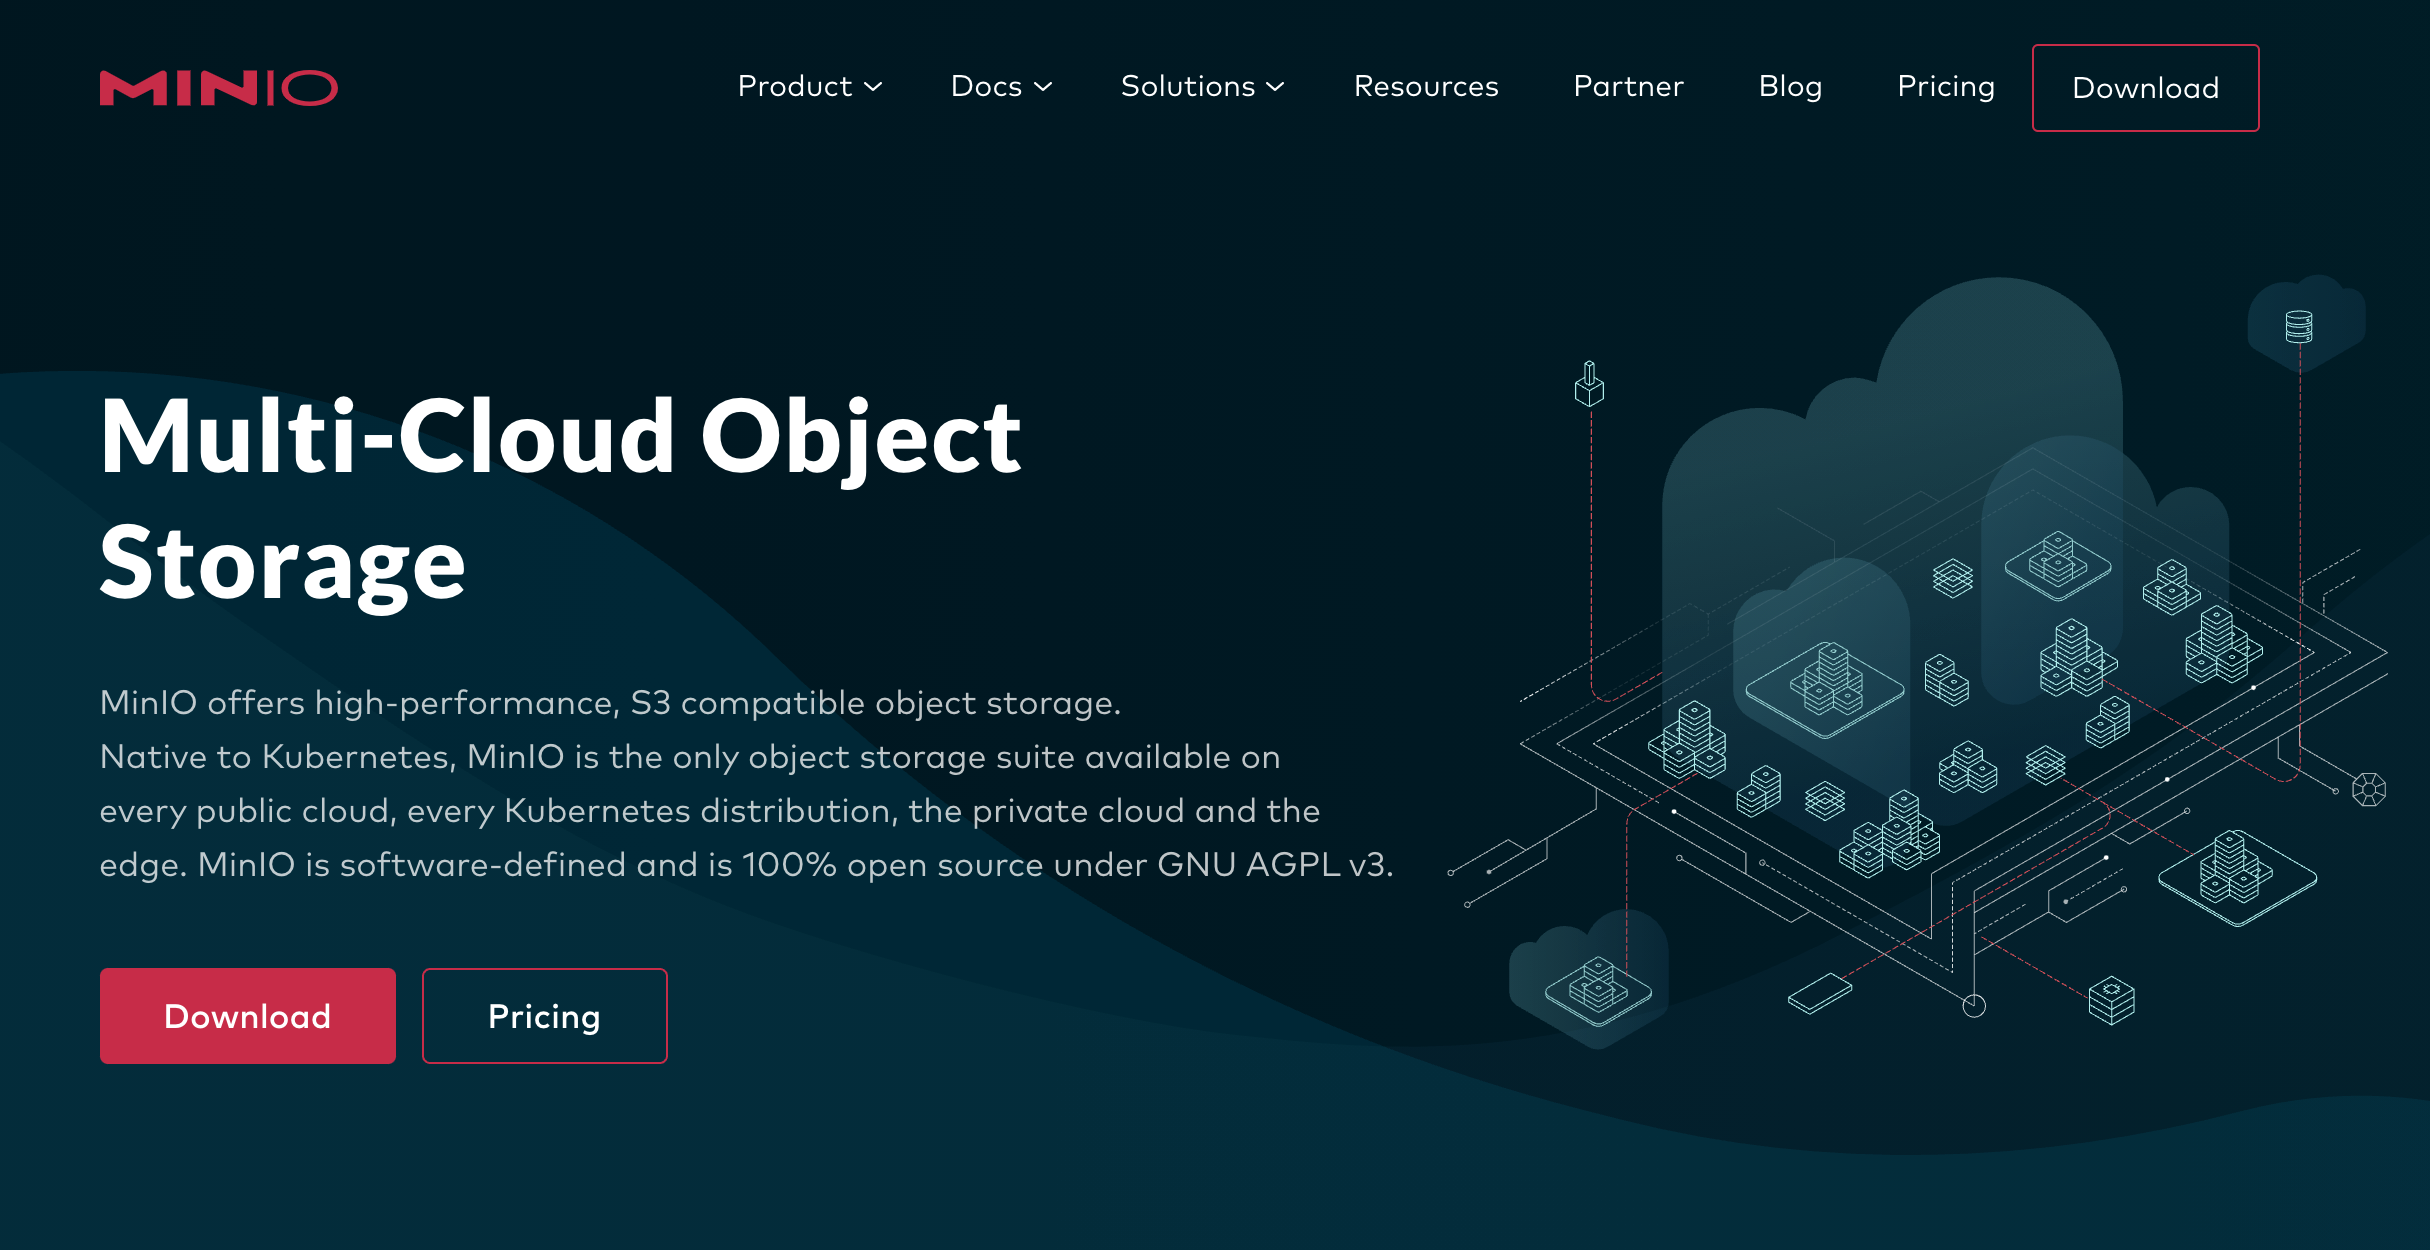 MINIO
Product
Docs
Solutions
Resources
Partner
Blog
Pricing
Download
Multi-Cloud Object
Storage
MinIO offers high-performance, S3 compatible object storage.
Native to Kubernetes, MinIO is the only object storage suite available on
every public cloud, every Kubernetes distribution, the private cloud and the
edge. MinIO is software-defined and is 100% open source under GNU AGPL v3.
Download
Pricing